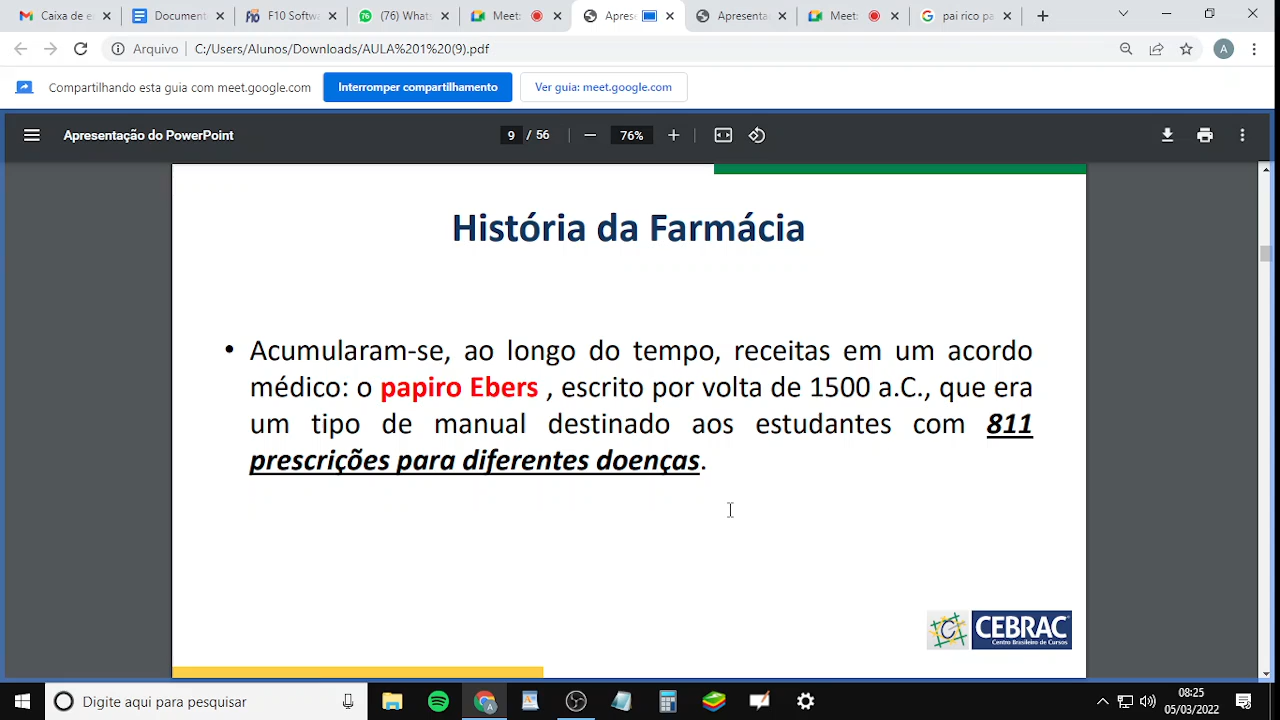 Caixa de e
Document
F10 Softwa
(76) Whats
Meet:
Apres
Apresenta
Meet:
pai rico pa
Arquivo
C:/Users/Alunos/Downloads/AULA%201%20(9).pdf
A
Compartilhando esta guia com meet.google.com
Interromper compartilhamento
Ver guia: meet.google.com
Apresentação do PowerPoint
9 / 56
76%
História da Farmácia
• Acumularam-se, ao longo do tempo, receitas em um acordo
médico: o papiro Ebers , escrito por volta de 1500 a.C., que era
um tipo de manual destinado aos estudantes com 811
prescrições para diferentes doenças.
CEBRAC
Centro Brasileiro de Cursos
Digite aqui para pesquisar
08:25
05/03/2022